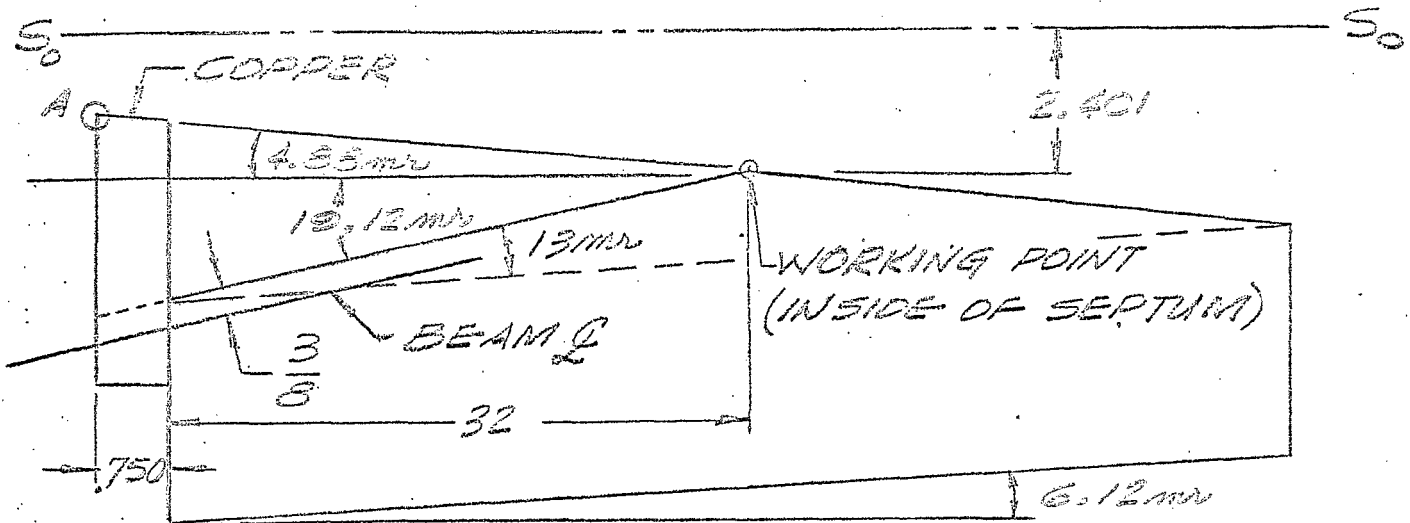 S₀ S₀
COPPER
A
2.401
4.88mr
19.12mr
13mr
WORKING POINT
(INSIDE OF SEPTUM)
BEAM ℄
3/8
32
.750
6.12mr